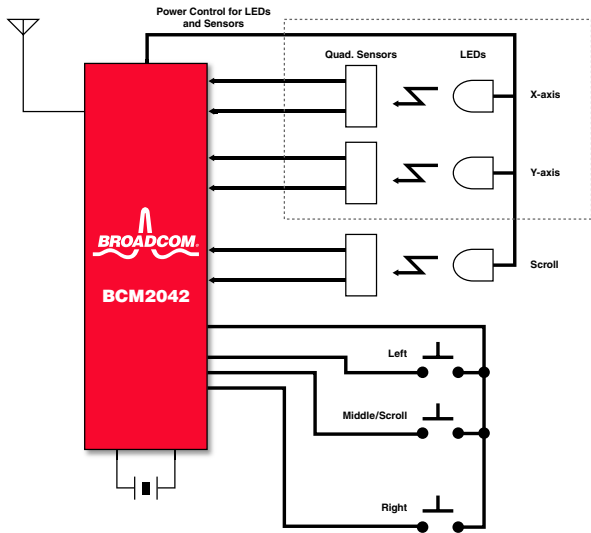 Power Control for LEDs
and Sensors
Quad. Sensors
LEDs
X-axis
Y-axis
BROADCOM®
BCM2042
Scroll
Left
Middle/Scroll
Right